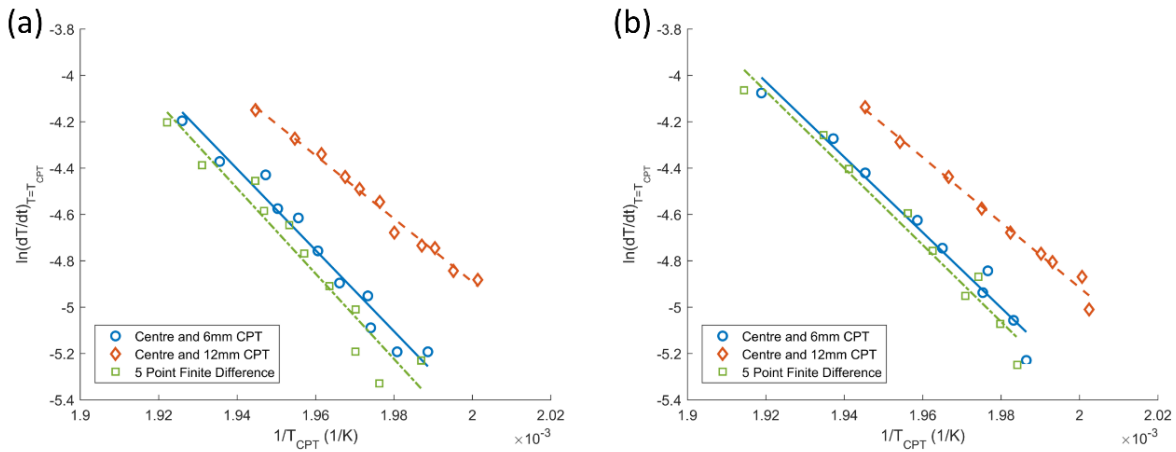 (a)
-3.8
-4
-4.2
-4.4
-4.6
-4.8
-5
-5.2
-5.4
ln(dT/dt)T=TCPT
Centre and 6mm CPT
Centre and 12mm CPT
5 Point Finite Difference
1.9
1.92
1.94
1.96
1.98
2
2.02
1/TCPT (1/K)
×10-3
(b)
-3.8
-4
-4.2
-4.4
-4.6
-4.8
-5
-5.2
-5.4
ln(dT/dt)T=TCPT
Centre and 6mm CPT
Centre and 12mm CPT
5 Point Finite Difference
1.9
1.92
1.94
1.96
1.98
2
2.02
1/TCPT (1/K)
×10-3